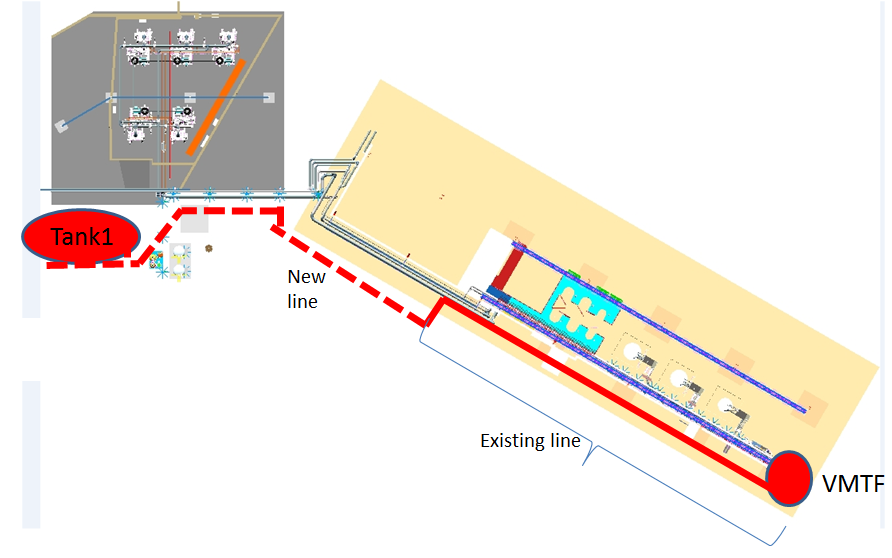 Tank1
New
line
Existing line
VMTF